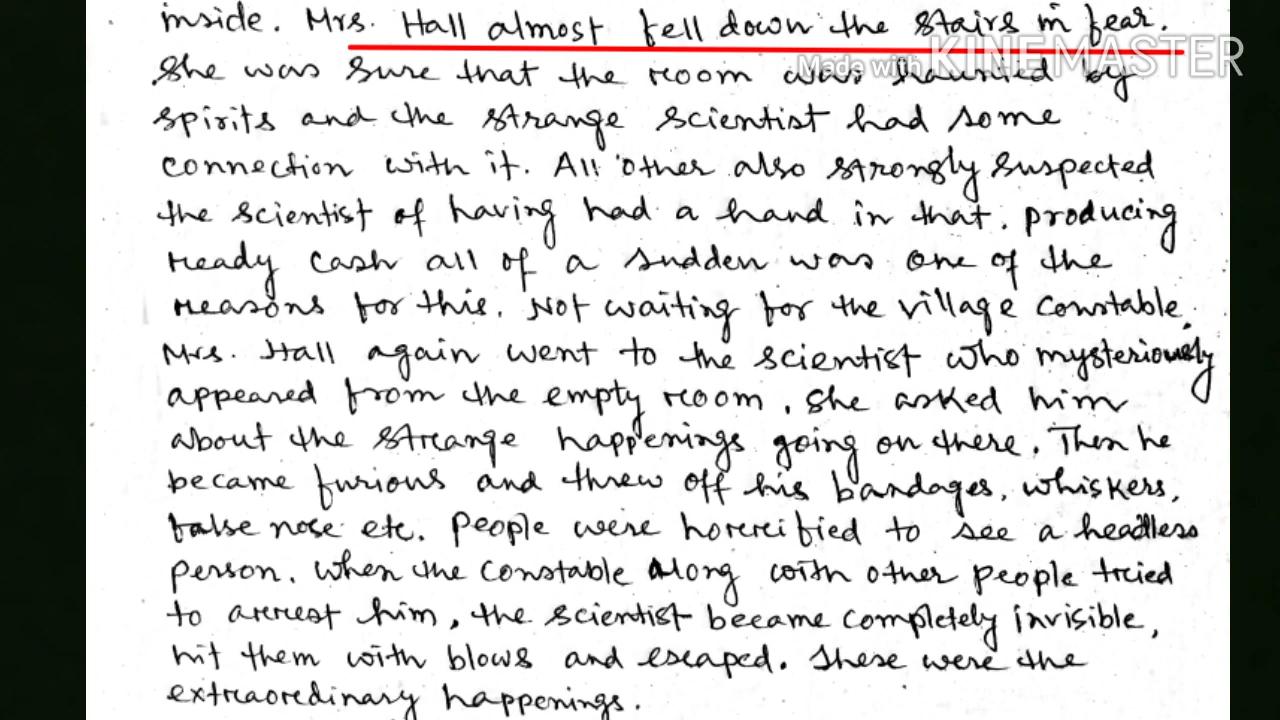 inside. Mrs. Hall almost fell down the stairs in fear.
Made with KINEMASTER
She was sure that the room was haunted by
spirits and the strange scientist had some
connection with it. All other also strongly suspected
the scientist of having had a hand in that. producing
ready cash all of a sudden was one of the
reasons for this. Not waiting for the village constable.
Mrs. Hall again went to the scientist who mysteriously
appeared from the empty room. She asked him
about the strange happenings going on there. Then he
became furious and threw off his bandages, whiskers,
false nose etc. people were horrified to see a headless
person. When the constable Along with other people tried
to arrest him, the scientist became completely invisible,
hit them with blows and escaped. These were the
extraordinary happenings.